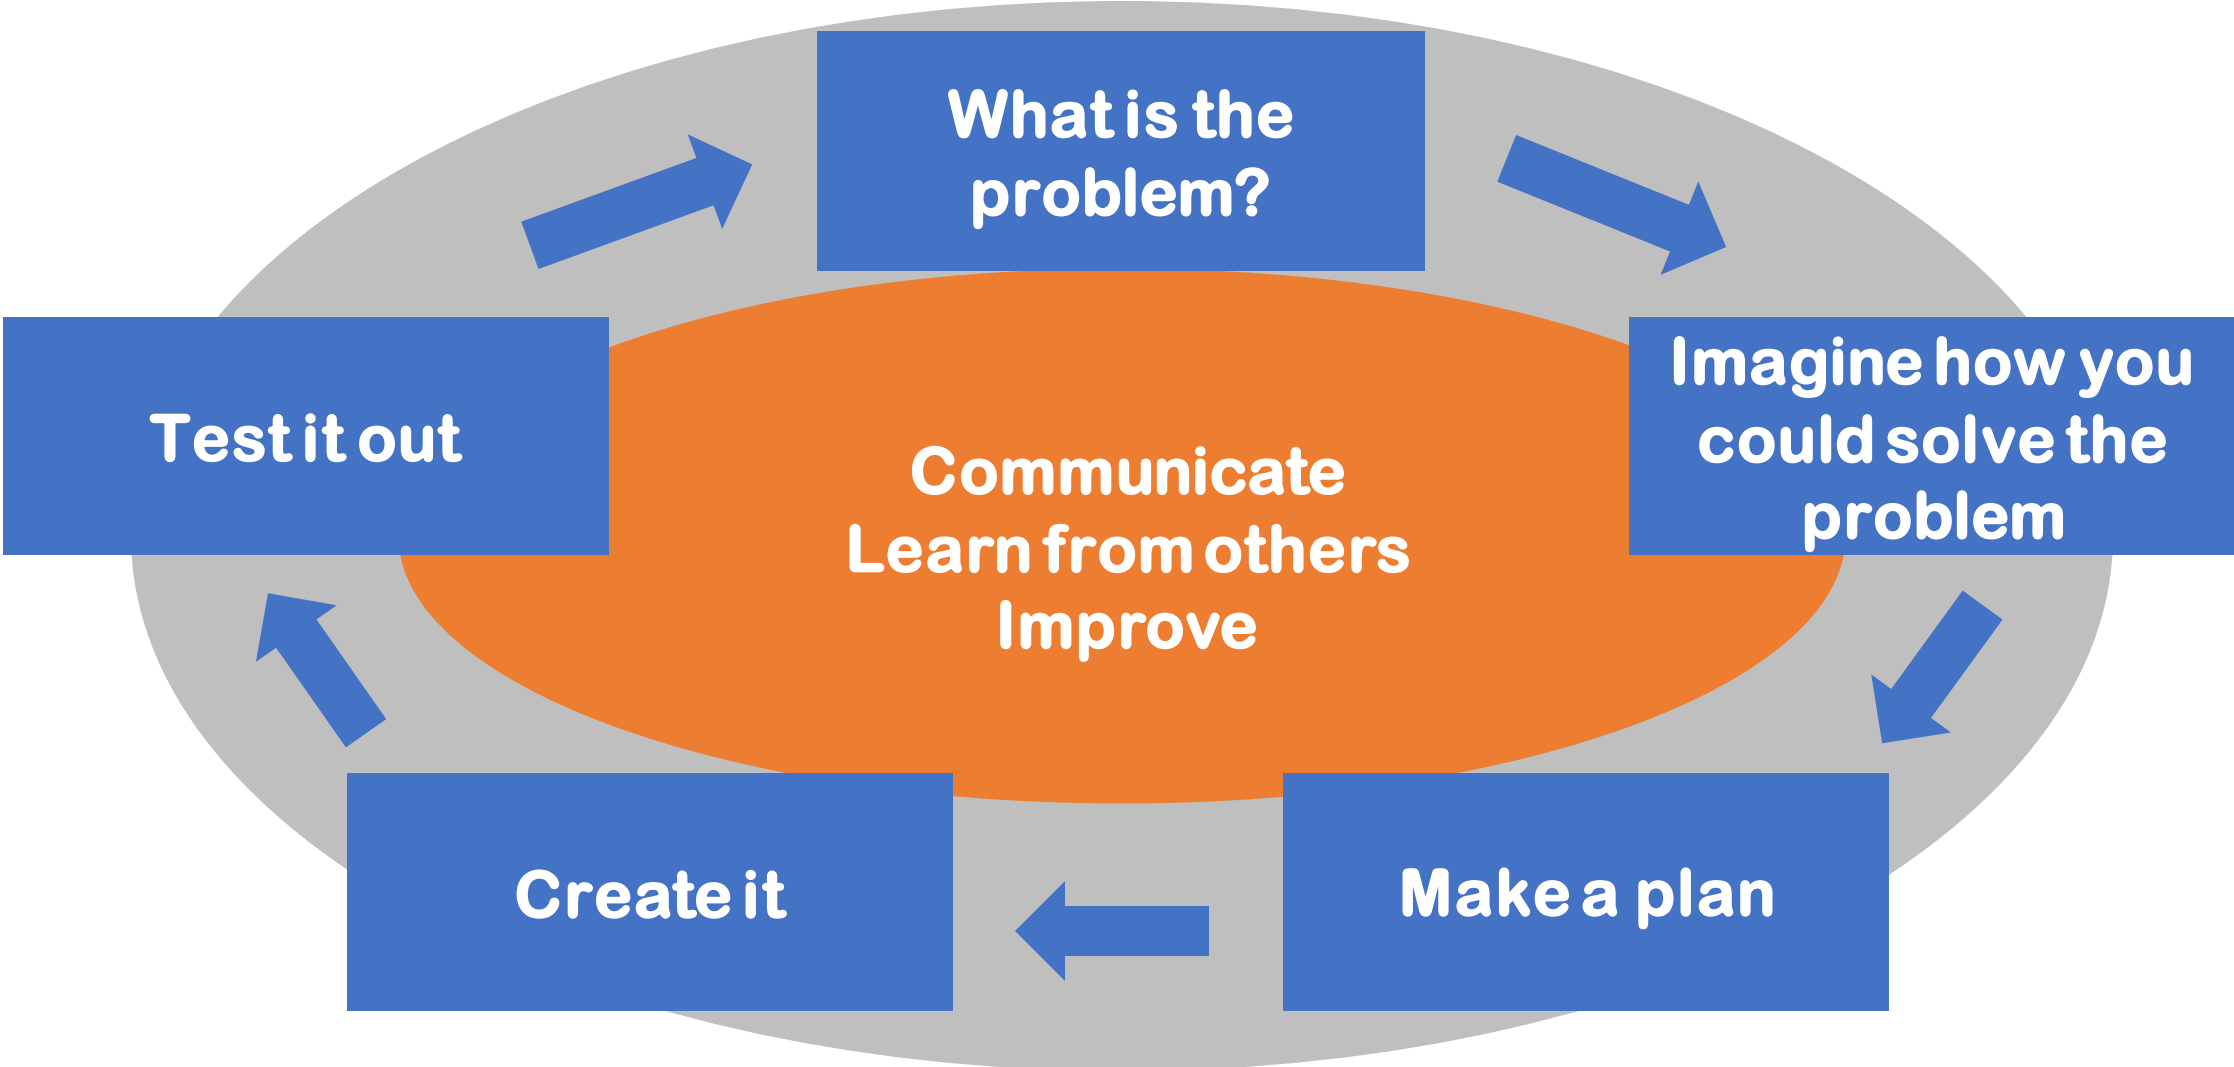 What is the
problem?
Imagine how you
could solve the
problem
Make a plan
Create it
Test it out
Communicate
Learn from others
Improve